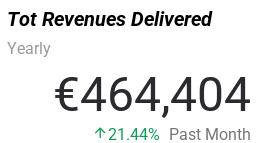 Tot Revenues Delivered
Yearly
€464,404
↑21.44% Past Month